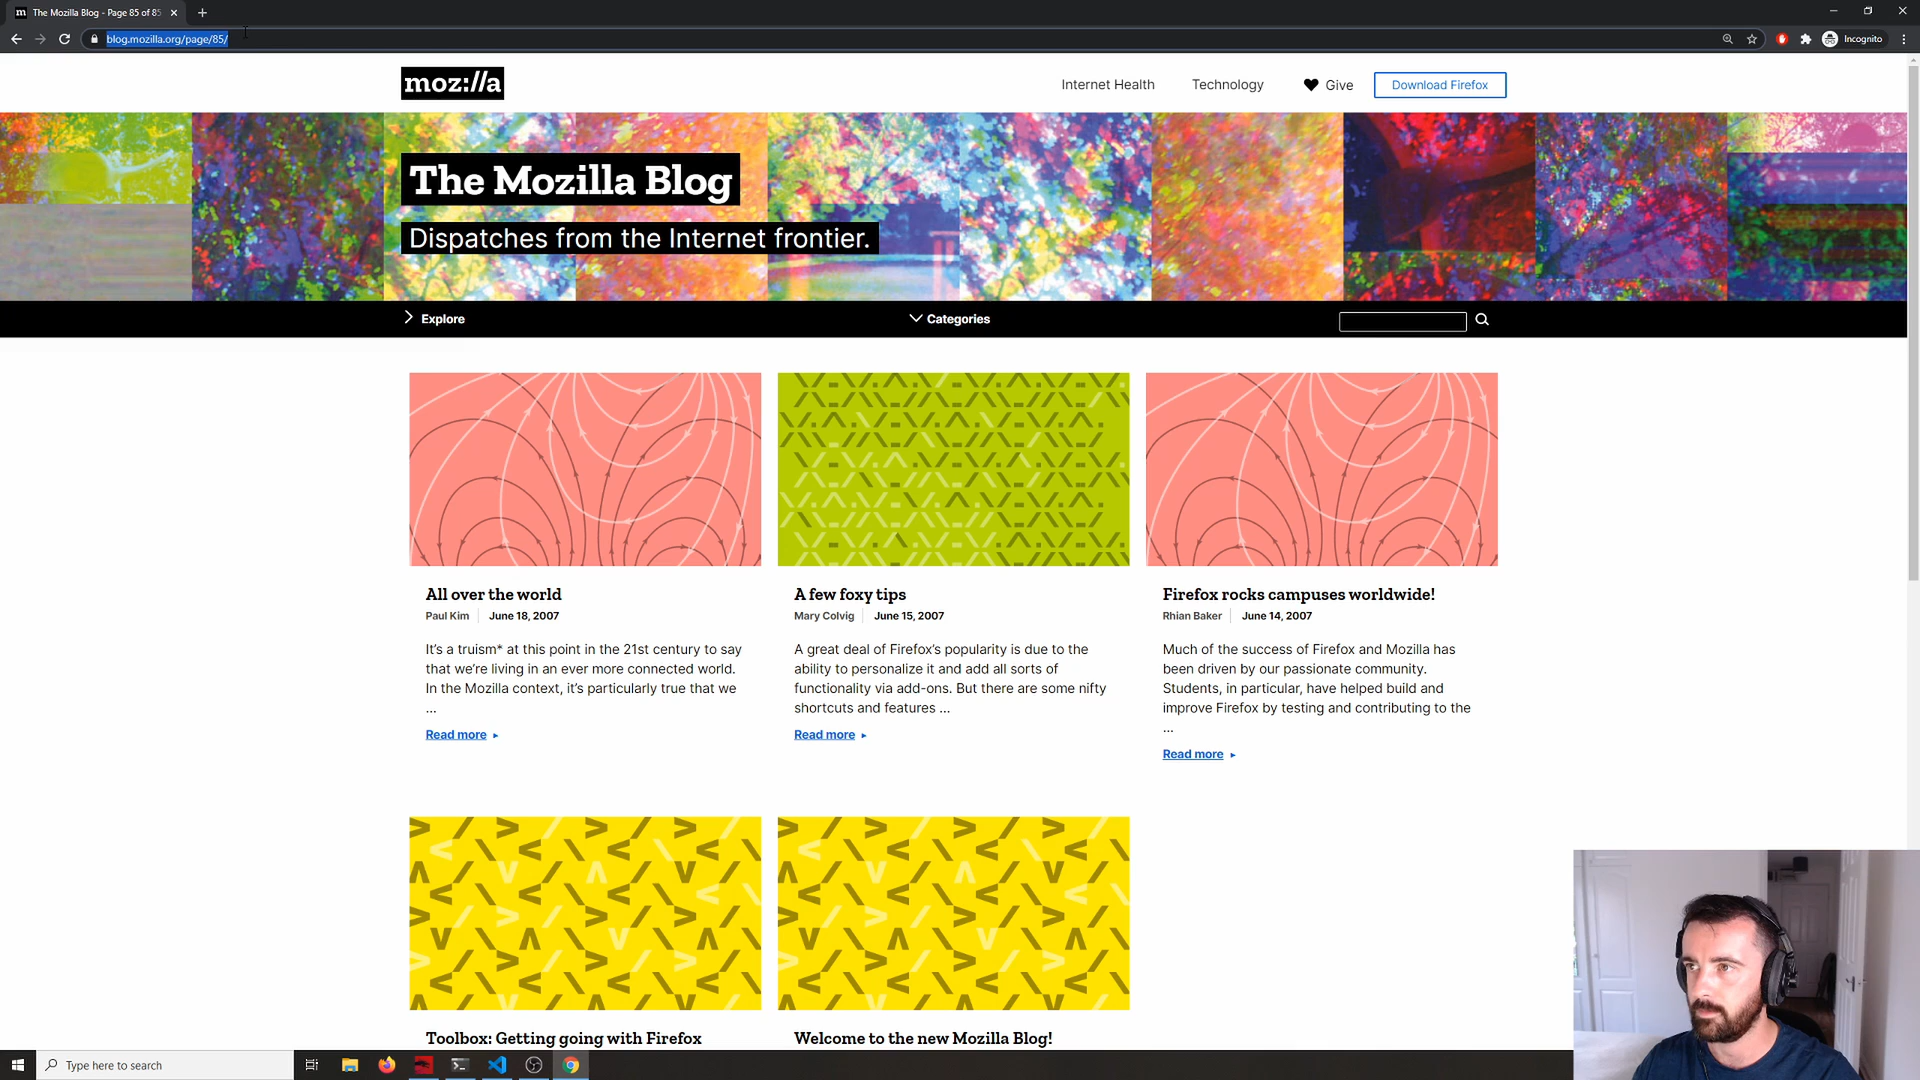 The Mozilla Blog - Page 85 of 85
blog.mozilla.org/page/85/
Incognito
moz://a
Internet Health
Technology
Give
Download Firefox
The Mozilla Blog
Dispatches from the Internet frontier.
Explore
Categories
All over the world
Paul Kim
June 18, 2007
It's a truism* at this point in the 21st century to say
that we're living in an ever more connected world.
In the Mozilla context, it's particularly true that we
...
Read more
A few foxy tips
Mary Colvig
June 15, 2007
A great deal of Firefox's popularity is due to the
ability to personalize it and add all sorts of
functionality via add-ons. But there are some nifty
shortcuts and features ...
Read more
Firefox rocks campuses worldwide!
Rhian Baker
June 14, 2007
Much of the success of Firefox and Mozilla has
been driven by our passionate community.
Students, in particular, have helped build and
improve Firefox by testing and contributing to the
...
Read more
Toolbox: Getting going with Firefox
Welcome to the new Mozilla Blog!
Type here to search